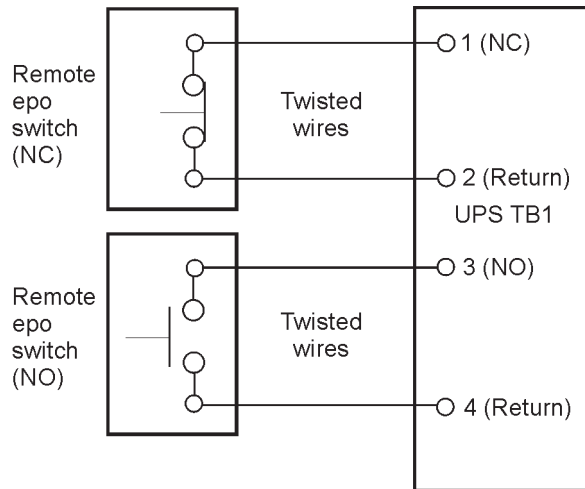 Remote
epo
switch
(NC)
Twisted
wires
1 (NC)
2 (Return)
UPS TB1
Remote
epo
switch
(NO)
Twisted
wires
3 (NO)
4 (Return)